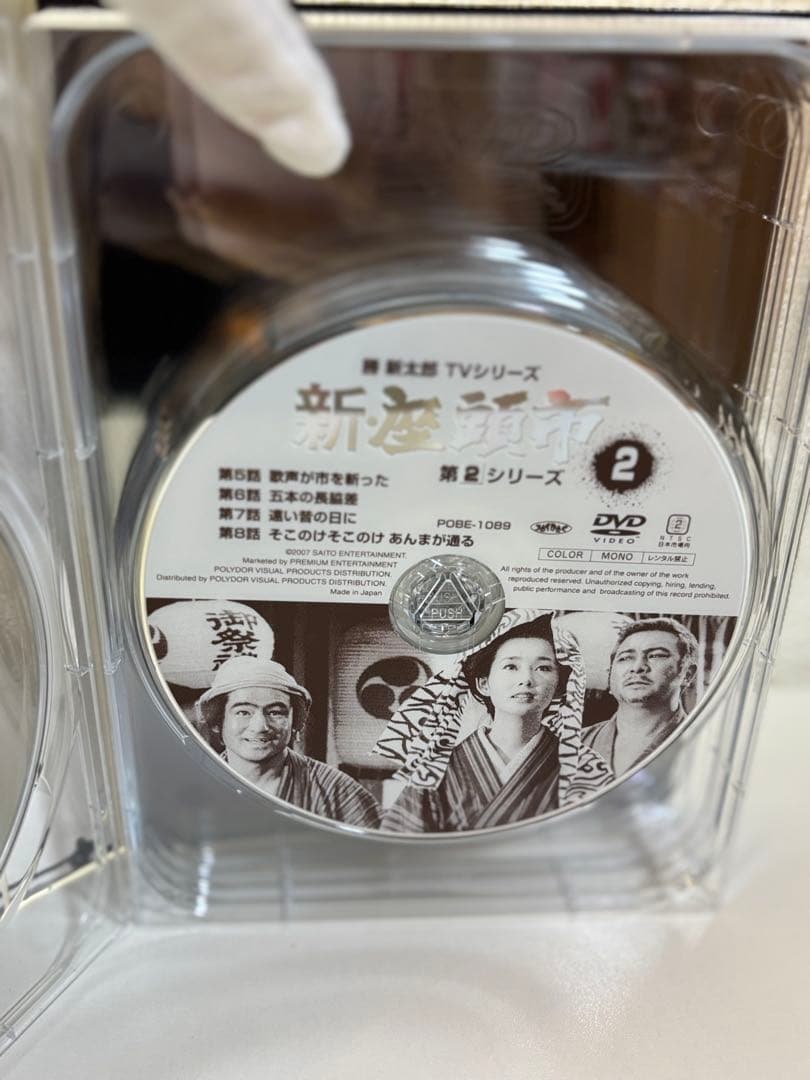 勝 新太郎 TVシリーズ
新・座頭市
第2シリーズ
2
第5話 歌声が市を斬った
第6話 五本の長脇差
第7話 遠い昔の日に
第8話 そこのけそこのけ あんまが通る
POBE-1089
DVD
VIDEO
2
NTSC
日本市場向
COLOR MONO レンタル禁止
©2007 SAITO ENTERTAINMENT.
Marketed by PREMIUM ENTERTAINMENT
POLYDOR VISUAL PRODUCTS DISTRIBUTION.
Distributed by POLYDOR VISUAL PRODUCTS DISTRIBUTION.
Made in Japan
All rights of the producer and of the owner of the work
reproduced reserved. Unauthorized copying, hiring, lending,
public performance and broadcasting of this record prohibited.
PUSH
御祭